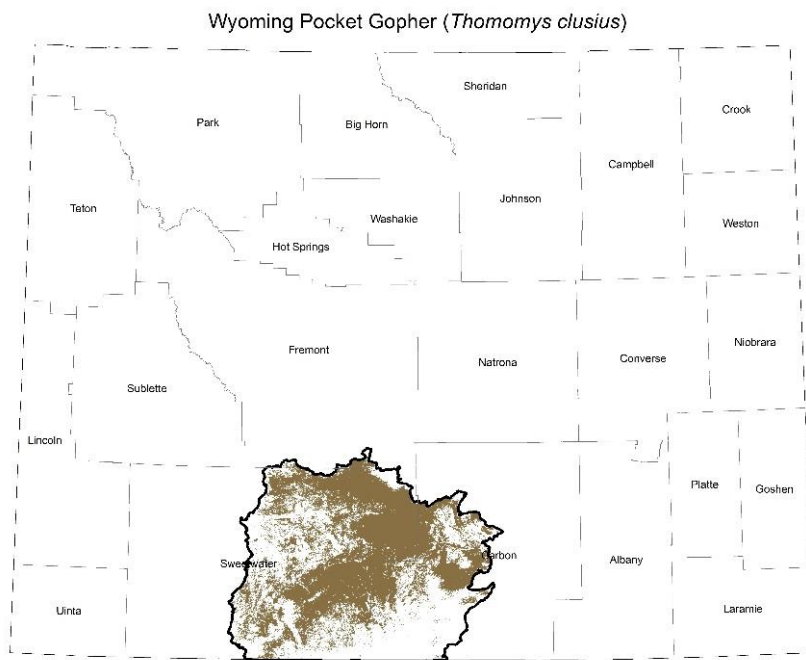 Wyoming Pocket Gopher (Thomomys clusius)
Sheridan
Crook
Park
Big Horn
Campbell
Teton
Johnson
Washakie
Weston
Hot Springs
Fremont
Natrona
Converse
Niobrara
Sublette
Lincoln
Platte
Goshen
Sweetwater
Carbon
Albany
Uinta
Laramie